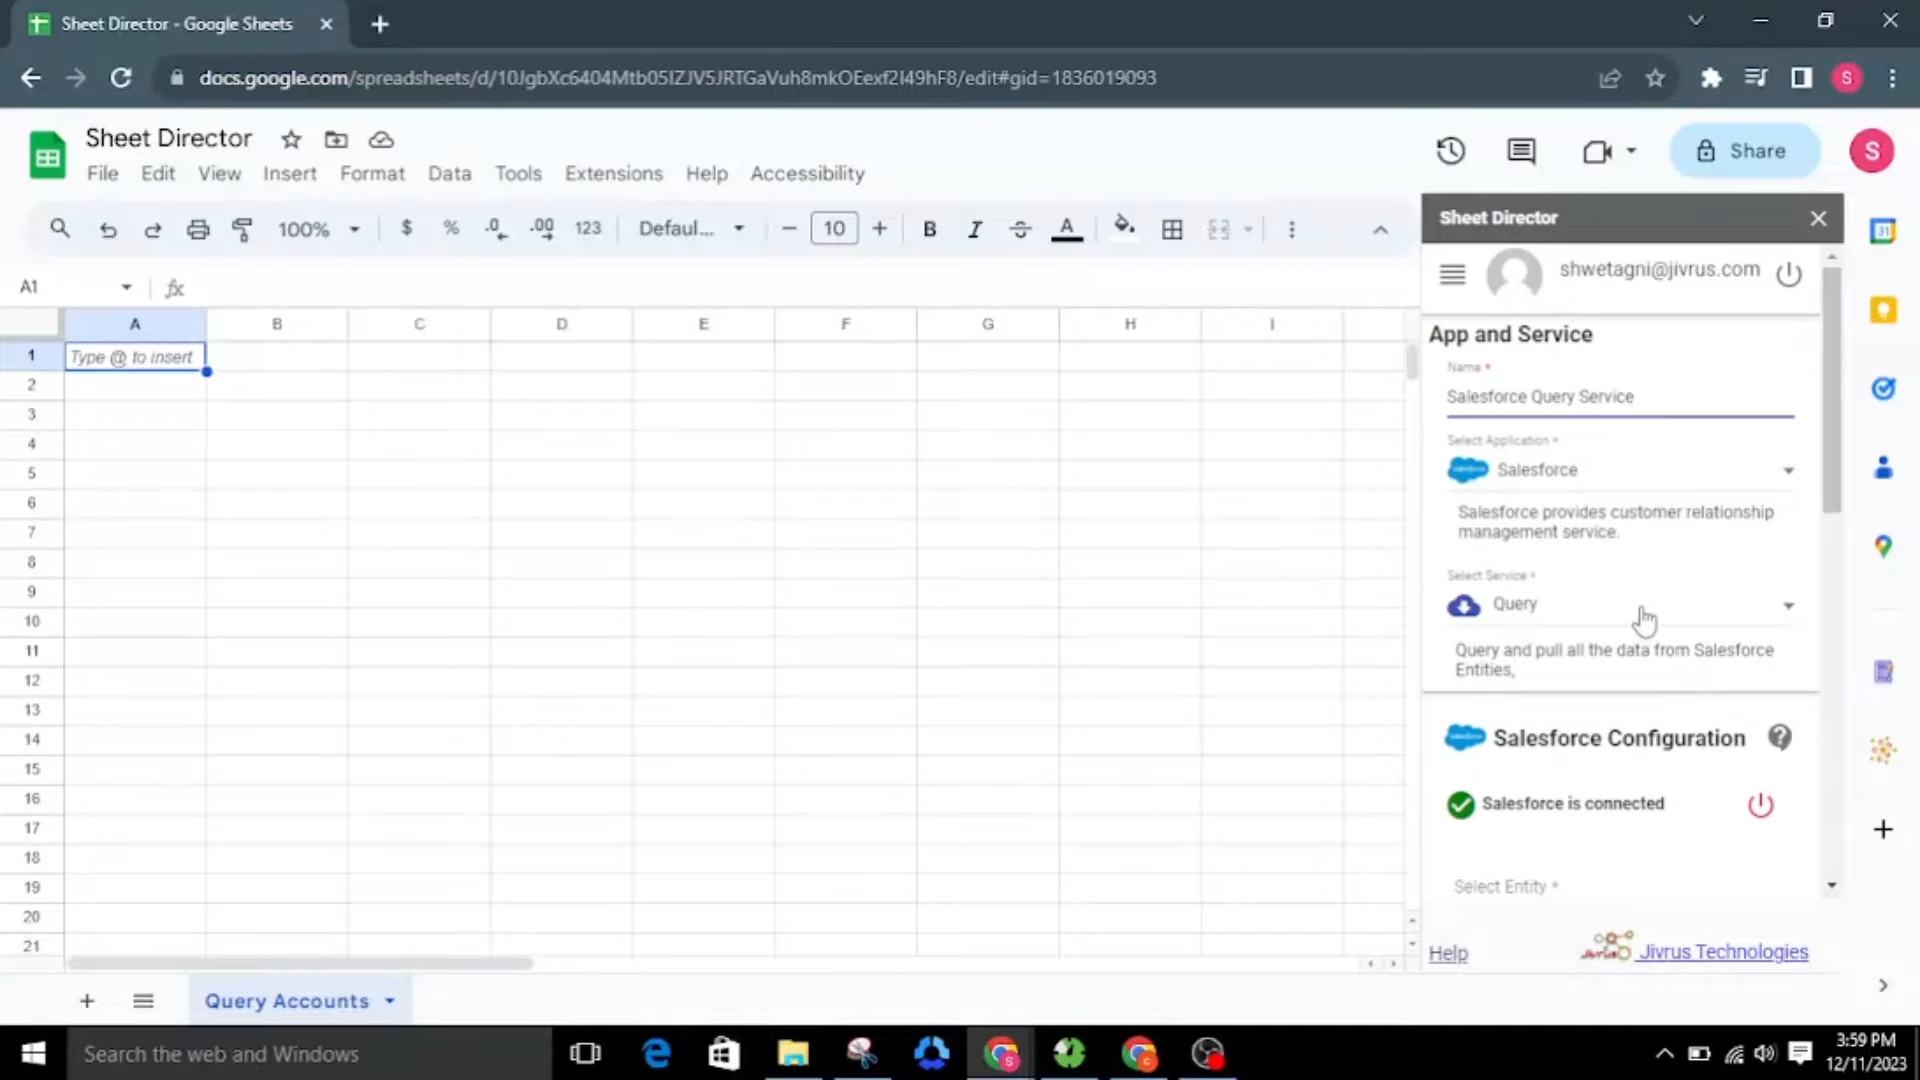 Sheet Director - Google Sheets
docs.google.com/spreadsheets/d/10JgbXc6404Mtb05IZJV5JRTGaVuh8mkOEexf2I49hF8/edit#gid=1836019093
S
Sheet Director
File Edit View Insert Format Data Tools Extensions Help Accessibility
Share
S
100% $ % .0 .00 123 Defaul... 10 B I A
A1 fx
A B C D E F G H I
1 Type @ to insert
2
3
4
5
6
7
8
9
10
11
12
13
14
15
16
17
18
19
20
21
Query Accounts
Sheet Director
shwetagni@jivrus.com
App and Service
Name *
Salesforce Query Service
Select Application *
salesforce Salesforce
Salesforce provides customer relationship
management service.
Select Service *
Query
Query and pull all the data from Salesforce
Entities,
Salesforce Configuration
Salesforce is connected
Select Entity *
Help Jivrus Jivrus Technologies
31
Search the web and Windows
3:59 PM
12/11/2023